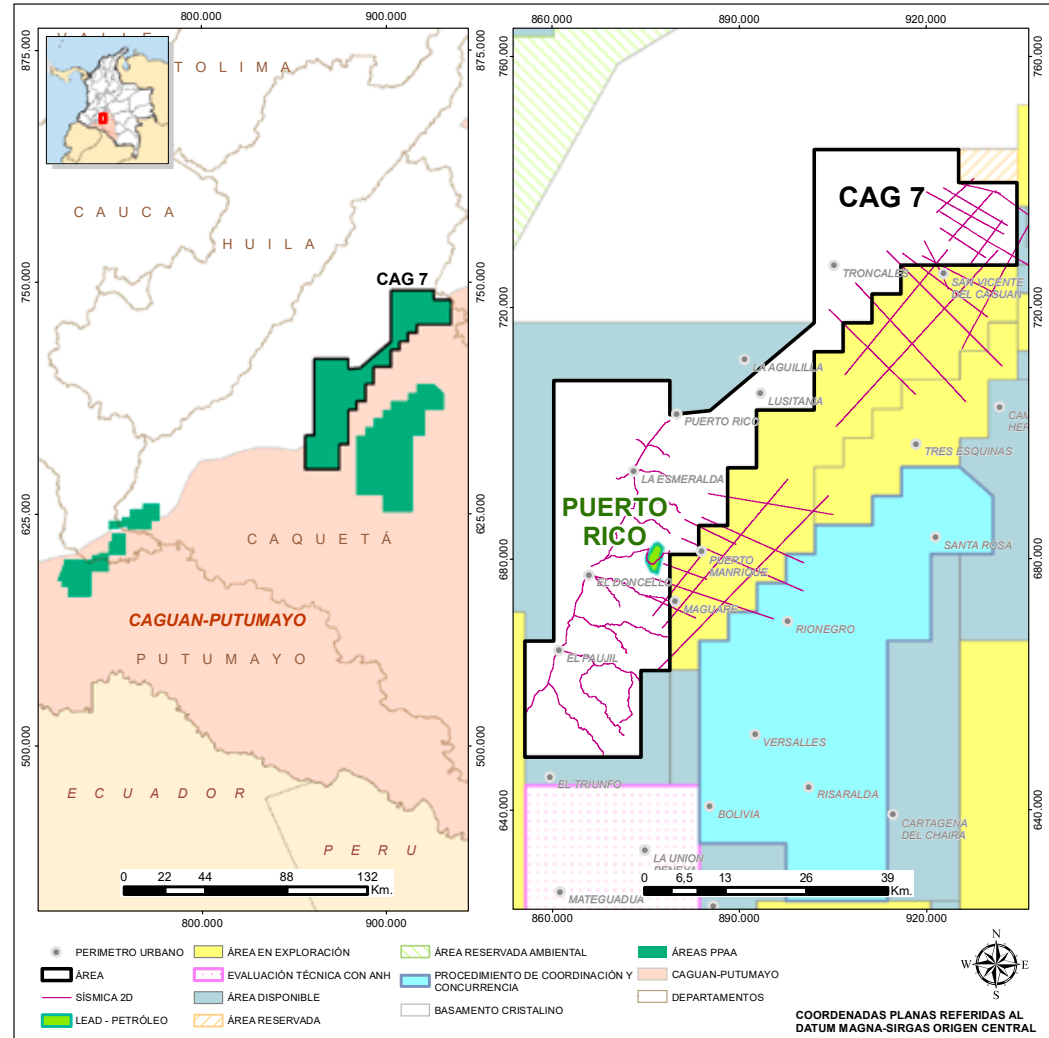 800.000
900.000
860.000
890.000
920.000
875.000
875.000
760.000
760.000
TOLIMA
CAUCA
HUILA
CAG 7
750.000
750.000
CAG 7
TRONCALES
SAN VICENTE
DEL CAGUAN
720.000
720.000
LA AGUILILLA
LUSITANIA
PUERTO RICO
TRES ESQUINAS
LA ESMERALDA
625.000
625.000
PUERTO
RICO
CAQUETÁ
680.000
680.000
SANTA ROSA
PUERTO
MANRIQUE
EL DONCELLO
MAGUARE
RIONEGRO
CAGUAN-PUTUMAYO
PUTUMAYO
EL PAUJIL
500.000
500.000
VERSALLES
EL TRIUNFO
ECUADOR
RISARALDA
BOLIVIA
640.000
640.000
CARTAGENA
DEL CHAIRA
PERU
LA UNION
PENEYA
MATEGUADUA
0 22 44 88 132
Km.
0 6,5 13 26 39
Km.
800.000
900.000
860.000
890.000
920.000
PERIMETRO URBANO
ÁREA
SÍSMICA 2D
LEAD - PETRÓLEO
ÁREA EN EXPLORACIÓN
EVALUACIÓN TÉCNICA CON ANH
ÁREA DISPONIBLE
ÁREA RESERVADA
ÁREA RESERVADA AMBIENTAL
PROCEDIMIENTO DE COORDINACIÓN Y
CONCURRENCIA
BASAMENTO CRISTALINO
ÁREAS PPAA
CAGUAN-PUTUMAYO
DEPARTAMENTOS
N
W
E
S
COORDENADAS PLANAS REFERIDAS AL
DATUM MAGNA-SIRGAS ORIGEN CENTRAL